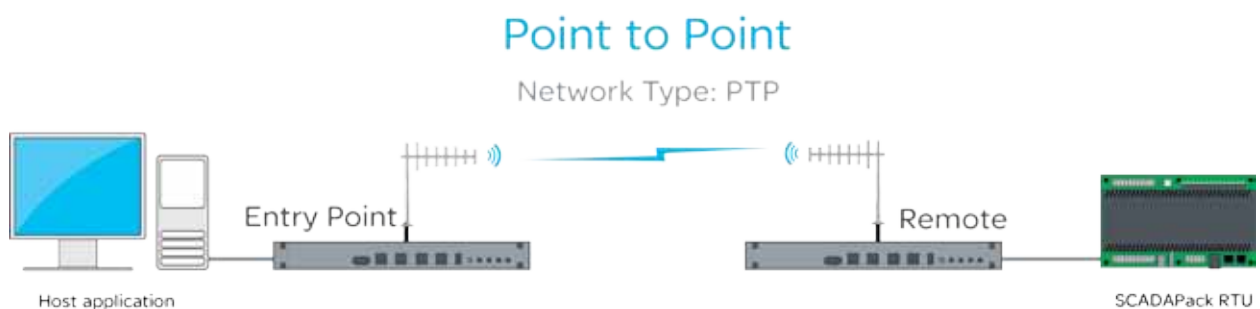 Point to Point
Network Type: PTP
Entry Point
Remote
Host application
SCADAPack RTU